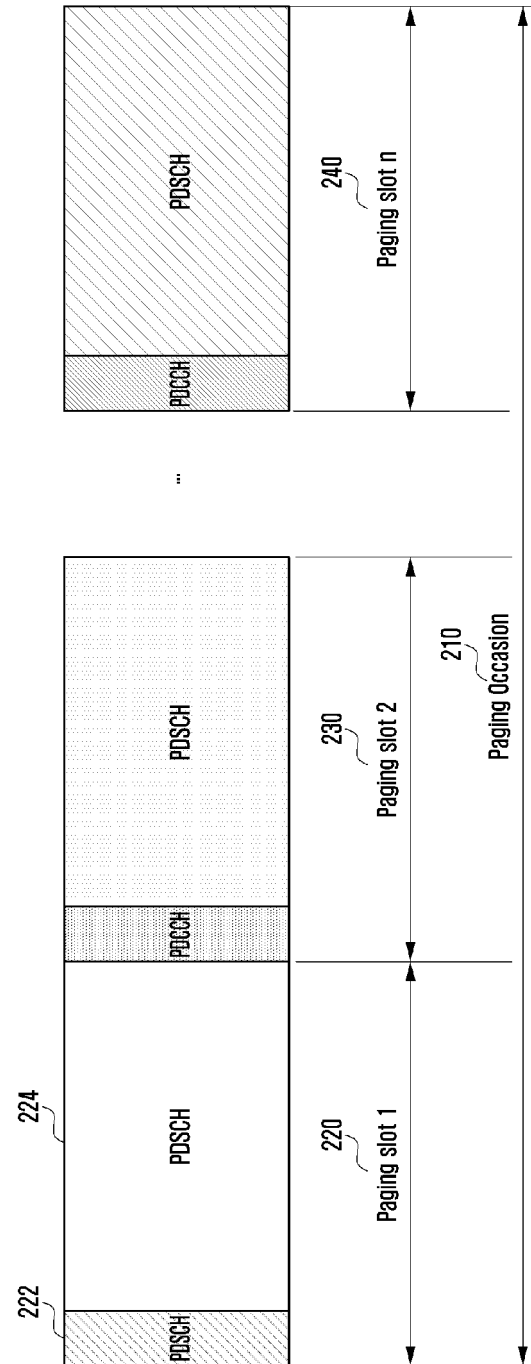 222 224
PDSCH PDSCH PDCCH PDSCH ... PDCCH PDSCH
220 230 240
Paging slot 1 Paging slot 2 Paging slot n
210
Paging Occasion